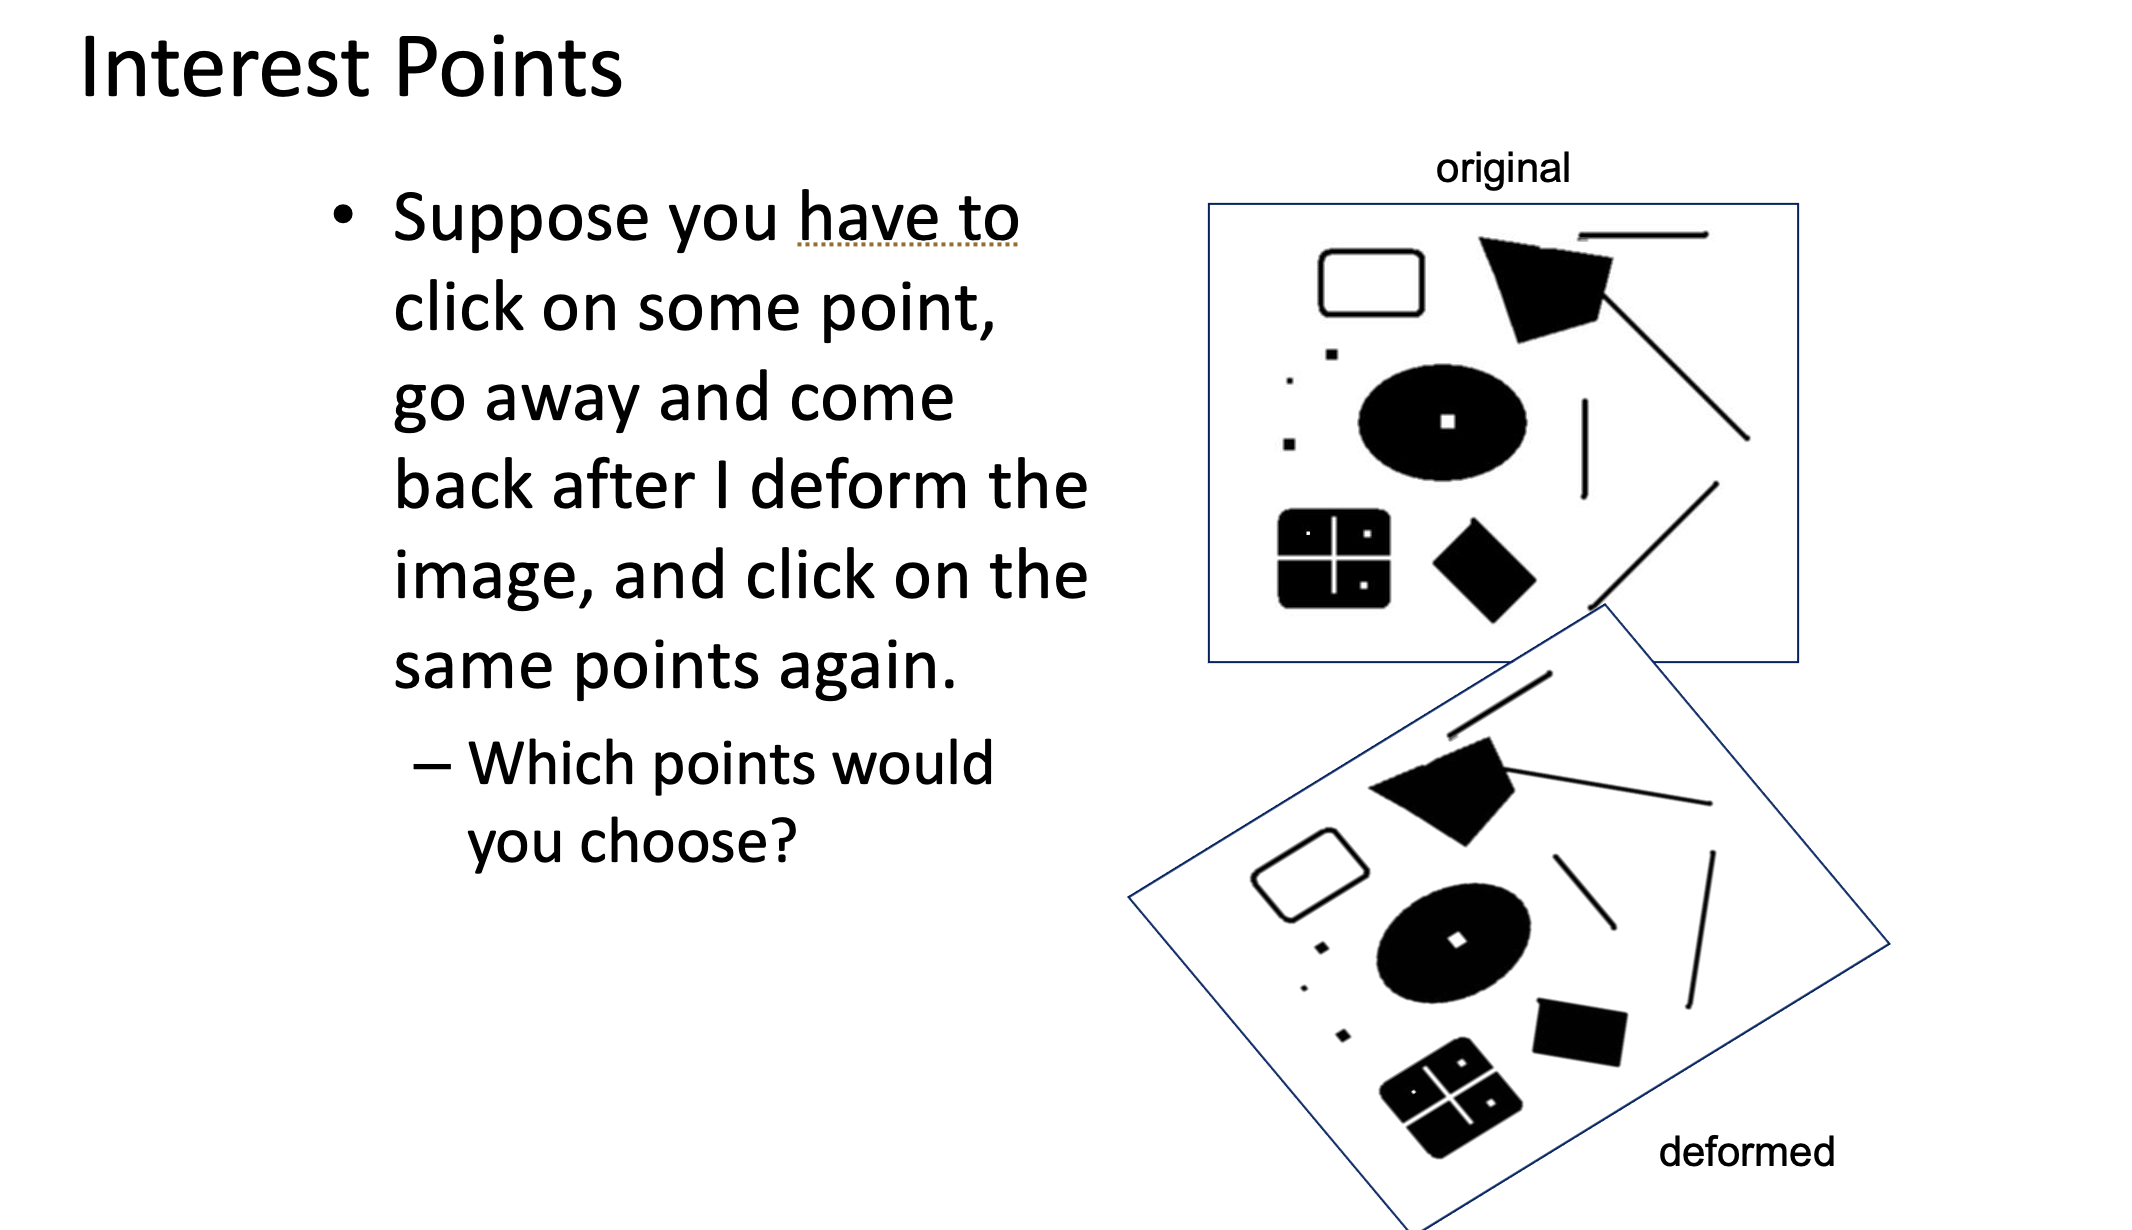 Interest Points
• Suppose you have to
click on some point,
go away and come
back after I deform the
image, and click on the
same points again.
– Which points would
you choose?
original
deformed